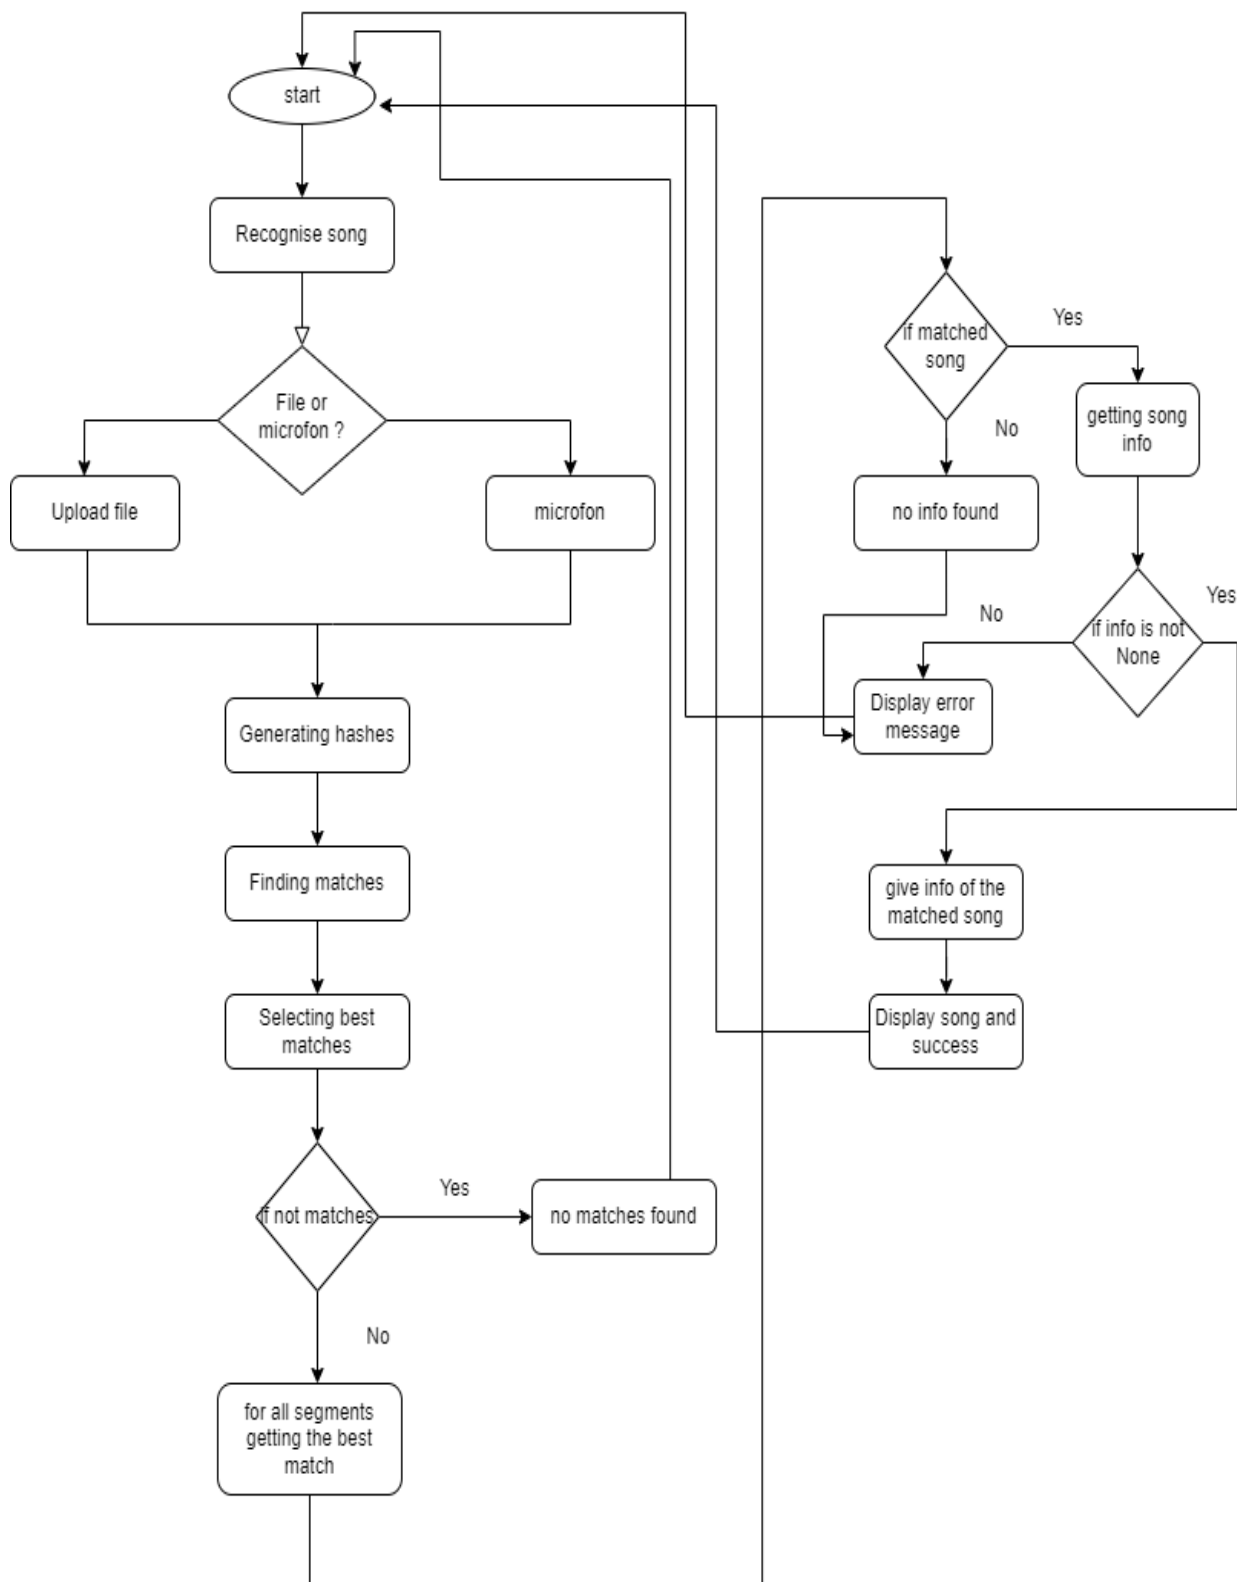 start
Recognise song
File or
microfon ?
Upload file
microfon
Generating hashes
Finding matches
Selecting best
matches
If not matches
Yes
no matches found
No
for all segments
getting the best
match
if matched
song
Yes
getting song
info
No
no info found
if info is not
None
No
Yes
Display error
message
give info of the
matched song
Display song and
success